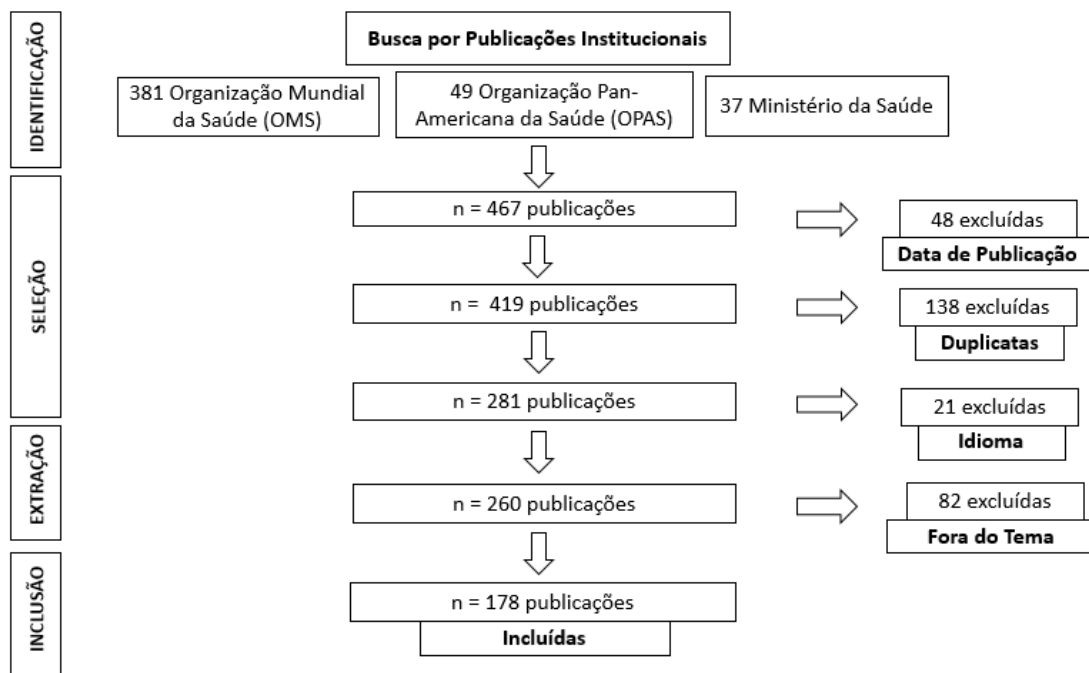 IDENTIFICAÇÃO
Busca por Publicações Institucionais
381 Organização Mundial
da Saúde (OMS)
49 Organização Pan-
Americana da Saúde (OPAS)
37 Ministério da Saúde
SELEÇÃO
n = 467 publicações
48 excluídas
Data de Publicação
n = 419 publicações
138 excluídas
Duplicatas
n = 281 publicações
21 excluídas
Idioma
EXTRAÇÃO
n = 260 publicações
82 excluídas
Fora do Tema
INCLUSÃO
n = 178 publicações
Incluídas